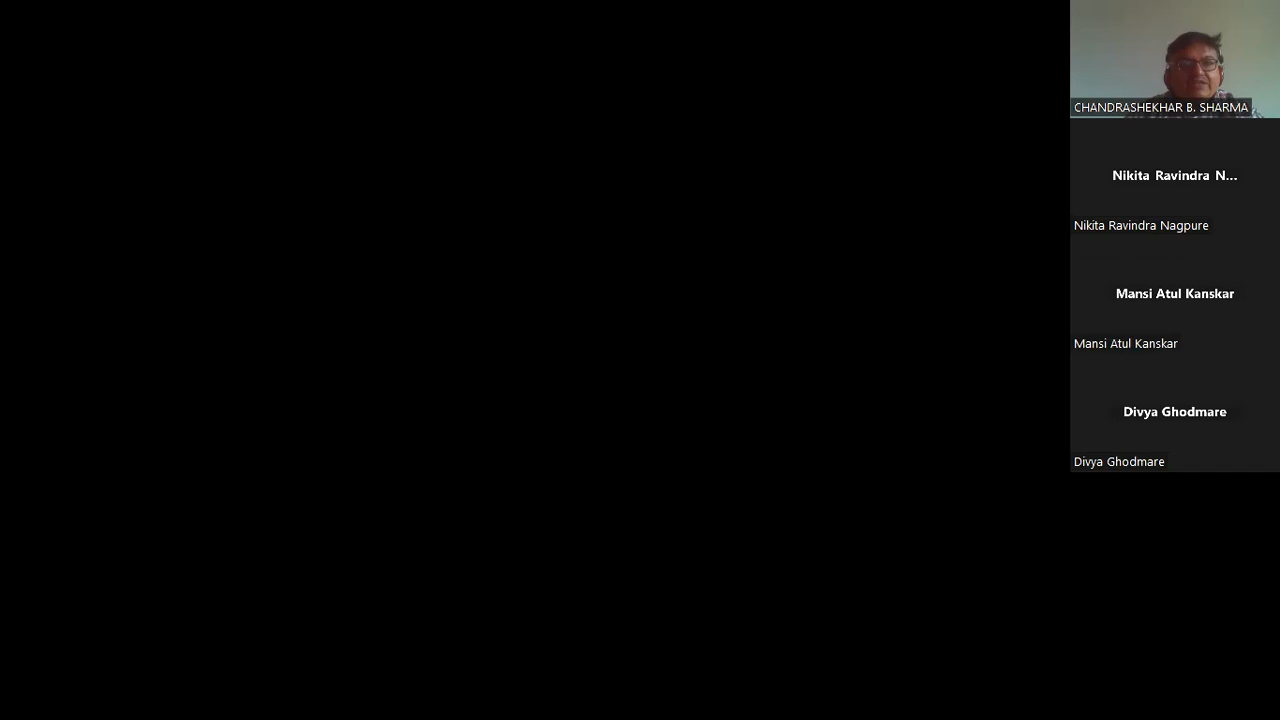 CHANDRASHEKHAR B. SHARMA
Nikita Ravindra N...
Nikita Ravindra Nagpure
Mansi Atul Kanskar
Mansi Atul Kanskar
Divya Ghodmare
Divya Ghodmare